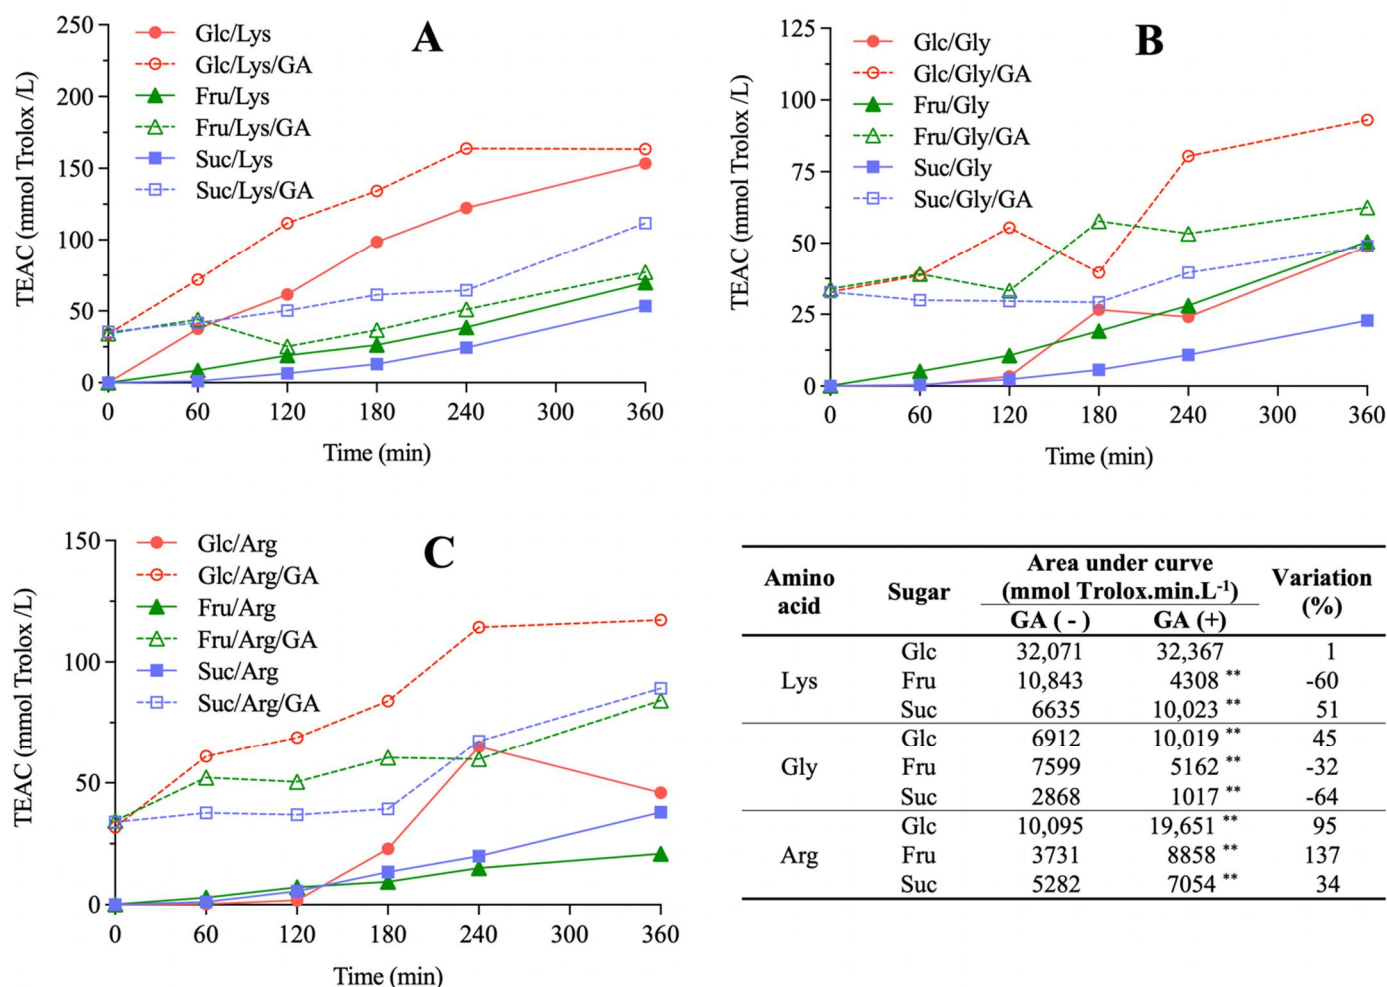 A
250
200
150
100
50
0
TEAC (mmol Trolox /L)
Glc/Lys
Glc/Lys/GA
Fru/Lys
Fru/Lys/GA
Suc/Lys
Suc/Lys/GA
0 60 120 180 240 300 360
Time (min)
B
125
100
75
50
25
0
TEAC (mmol Trolox /L)
Glc/Gly
Glc/Gly/GA
Fru/Gly
Fru/Gly/GA
Suc/Gly
Suc/Gly/GA
0 60 120 180 240 300 360
Time (min)
C
150
100
50
0
TEAC (mmol Trolox /L)
Glc/Arg
Glc/Arg/GA
Fru/Arg
Fru/Arg/GA
Suc/Arg
Suc/Arg/GA
0 60 120 180 240 300 360
Time (min)
Amino acid Sugar Area under curve (mmol Trolox.min.L⁻¹) Variation (%)
GA ( - ) GA (+)
Lys Glc 32,071 32,367 1
Fru 10,843 4308 ** -60
Suc 6635 10,023 ** 51
Gly Glc 6912 10,019 ** 45
Fru 7599 5162 ** -32
Suc 2868 1017 ** -64
Arg Glc 10,095 19,651 ** 95
Fru 3731 8858 ** 137
Suc 5282 7054 ** 34